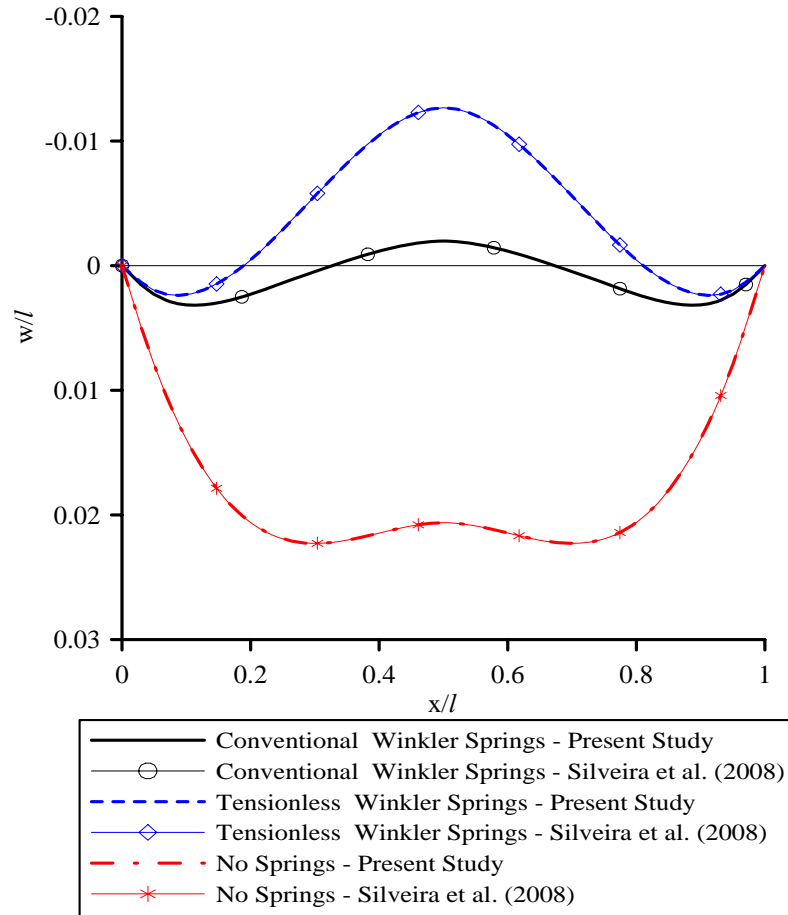 -0.02
-0.01
0
0.01
0.02
0.03
w/l
0 0.2 0.4 0.6 0.8 1
x/l
Conventional Winkler Springs - Present Study
Conventional Winkler Springs - Silveira et al. (2008)
Tensionless Winkler Springs - Present Study
Tensionless Winkler Springs - Silveira et al. (2008)
No Springs - Present Study
No Springs - Silveira et al. (2008)